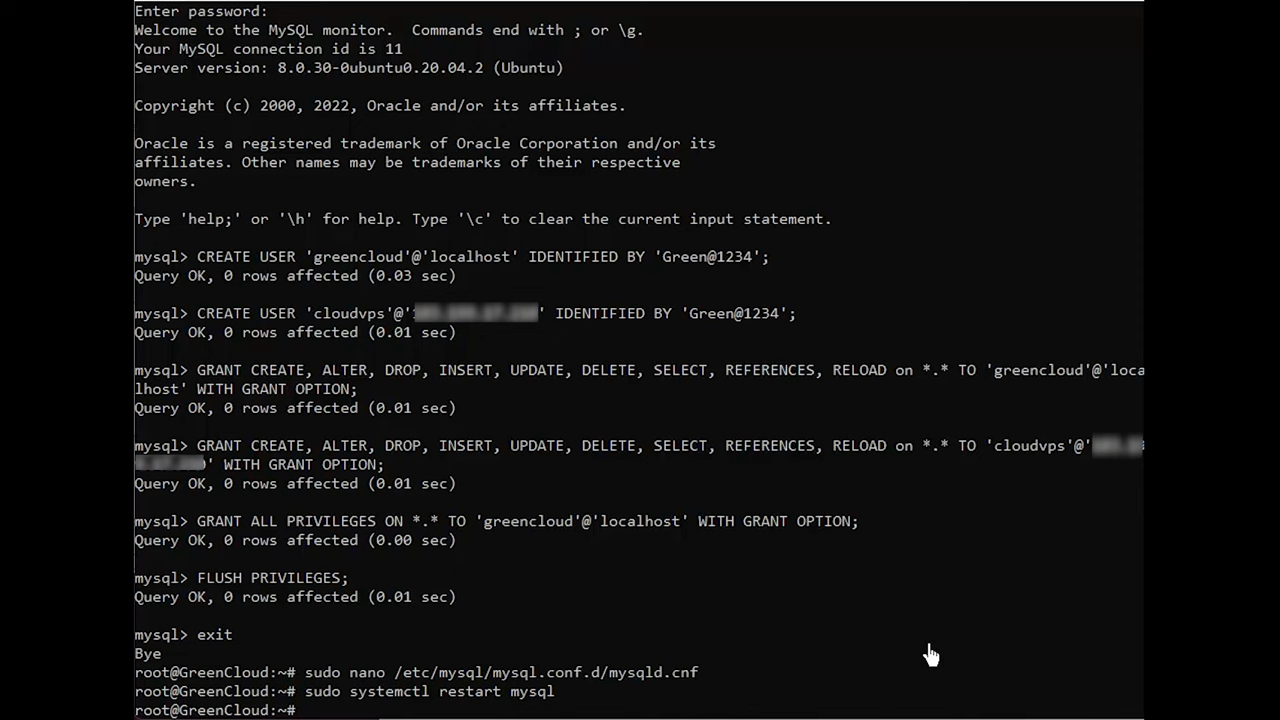 Enter password:
Welcome to the MySQL monitor.  Commands end with ; or \g.
Your MySQL connection id is 11
Server version: 8.0.30-0ubuntu0.20.04.2 (Ubuntu)
Copyright (c) 2000, 2022, Oracle and/or its affiliates.
Oracle is a registered trademark of Oracle Corporation and/or its
affiliates. Other names may be trademarks of their respective
owners.
Type 'help;' or '\h' for help. Type '\c' to clear the current input statement.
mysql> CREATE USER 'greencloud'@'localhost' IDENTIFIED BY 'Green@1234';
Query OK, 0 rows affected (0.03 sec)
mysql> CREATE USER 'cloudvps'@' ' IDENTIFIED BY 'Green@1234';
Query OK, 0 rows affected (0.01 sec)
mysql> GRANT CREATE, ALTER, DROP, INSERT, UPDATE, DELETE, SELECT, REFERENCES, RELOAD on *.* TO 'greencloud'@'loca
lhost' WITH GRANT OPTION;
Query OK, 0 rows affected (0.01 sec)
mysql> GRANT CREATE, ALTER, DROP, INSERT, UPDATE, DELETE, SELECT, REFERENCES, RELOAD on *.* TO 'cloudvps'@'
' WITH GRANT OPTION;
Query OK, 0 rows affected (0.01 sec)
mysql> GRANT ALL PRIVILEGES ON *.* TO 'greencloud'@'localhost' WITH GRANT OPTION;
Query OK, 0 rows affected (0.00 sec)
mysql> FLUSH PRIVILEGES;
Query OK, 0 rows affected (0.01 sec)
mysql> exit
Bye
root@GreenCloud:~# sudo nano /etc/mysql/mysql.conf.d/mysqld.cnf
root@GreenCloud:~# sudo systemctl restart mysql
root@GreenCloud:~#